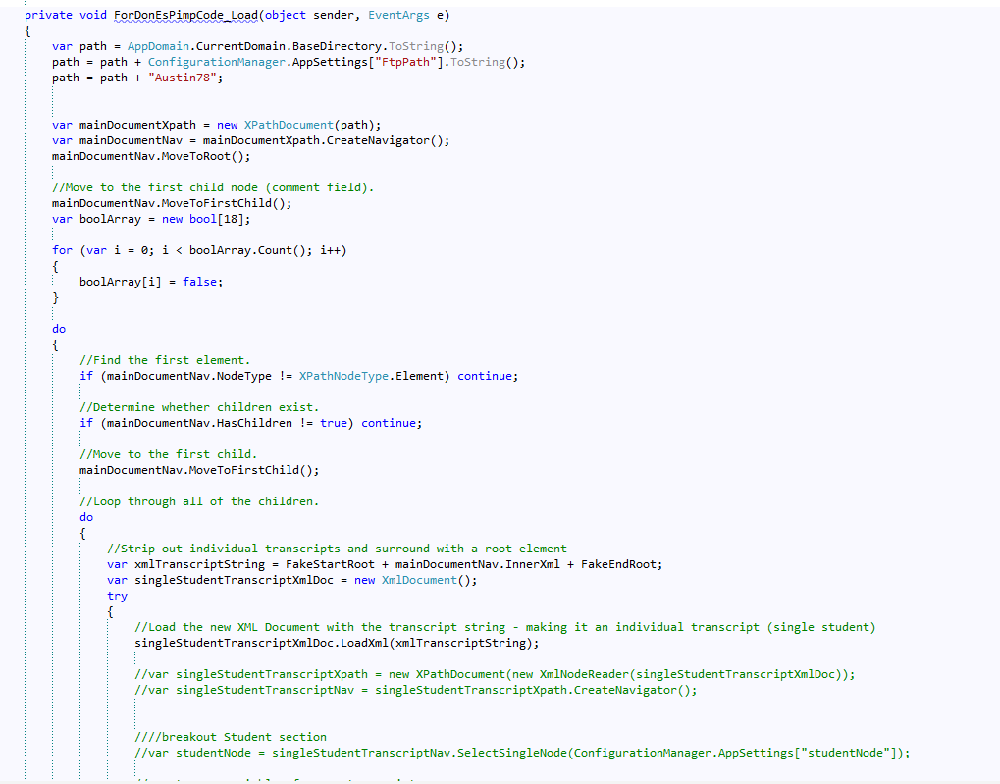 private void ForDonEsPimpCode_Load(object sender, EventArgs e)
{
var path = AppDomain.CurrentDomain.BaseDirectory.ToString();
path = path + ConfigurationManager.AppSettings["FtpPath"].ToString();
path = path + "Austin78";
var mainDocumentXpath = new XPathDocument(path);
var mainDocumentNav = mainDocumentXpath.CreateNavigator();
mainDocumentNav.MoveToRoot();
//Move to the first child node (comment field).
mainDocumentNav.MoveToFirstChild();
var boolArray = new bool[18];
for (var i = 0; i < boolArray.Count(); i++)
{
boolArray[i] = false;
}
do
{
//Find the first element.
if (mainDocumentNav.NodeType != XPathNodeType.Element) continue;
//Determine whether children exist.
if (mainDocumentNav.HasChildren != true) continue;
//Move to the first child.
mainDocumentNav.MoveToFirstChild();
//Loop through all of the children.
do
{
//Strip out individual transcripts and surround with a root element
var xmlTranscriptString = FakeStartRoot + mainDocumentNav.InnerXml + FakeEndRoot;
var singleStudentTranscriptXmlDoc = new XmlDocument();
try
{
//Load the new XML Document with the transcript string - making it an individual transcript (single student)
singleStudentTranscriptXmlDoc.LoadXml(xmlTranscriptString);
//var singleStudentTranscriptXpath = new XPathDocument(new XmlNodeReader(singleStudentTranscriptXmlDoc));
//var singleStudentTranscriptNav = singleStudentTranscriptXpath.CreateNavigator();
////breakout Student section
//var studentNode = singleStudentTranscriptNav.SelectSingleNode(ConfigurationManager.AppSettings["studentNode"]);